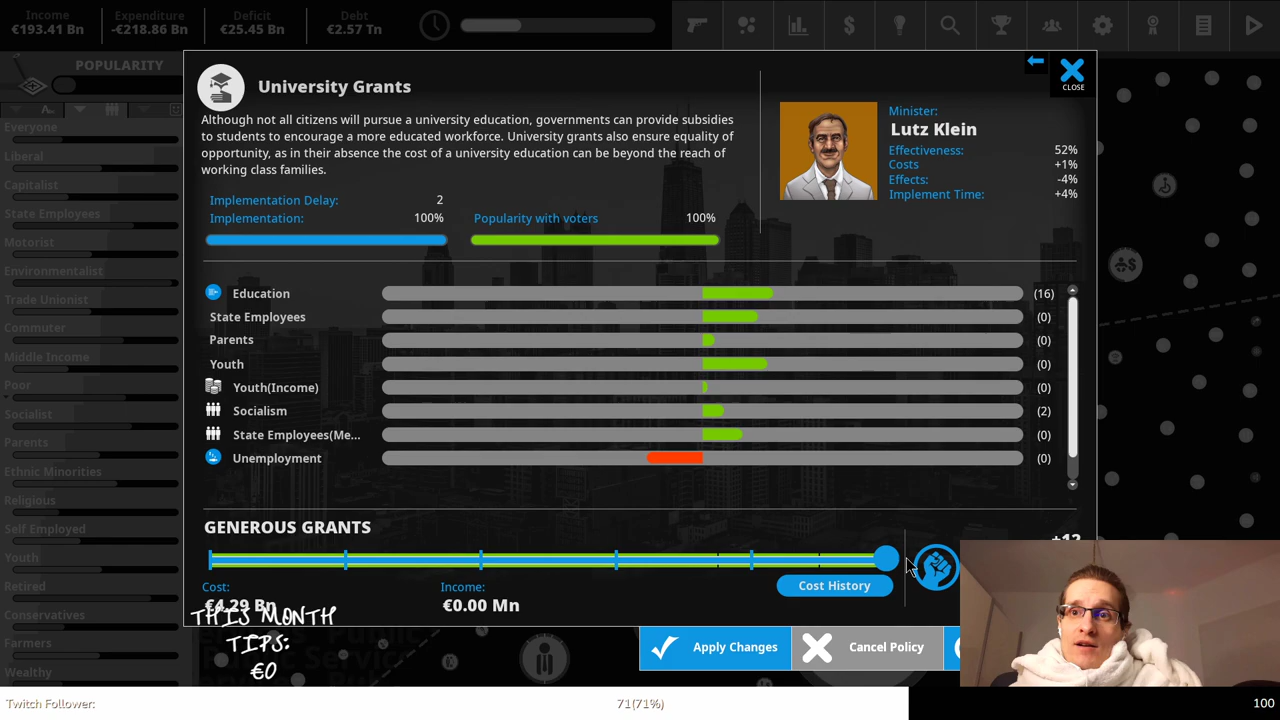 Income
Expenditure
Deficit
Debt
€193.41 Bn
-€218.86 Bn
€25.45 Bn
€2.57 Tn
POPULARITY
Everyone
Liberal
Capitalist
State Employees
Motorist
Environmentalist
Trade Unionist
Commuter
Middle Income
Poor
Socialist
Parents
Ethnic Minorities
Religious
Self Employed
Youth
Retired
Conservatives
Farmers
Wealthy
University Grants
Although not all citizens will pursue a university education, governments can provide subsidies
to students to encourage a more educated workforce. University grants also ensure equality of
opportunity, as in their absence the cost of a university education can be beyond the reach of
working class families.
Implementation Delay: 2
Implementation: 100%
Popularity with voters 100%
CLOSE
Minister:
Lutz Klein
Effectiveness: 52%
Costs +1%
Effects: -4%
Implement Time: +4%
Education (16)
State Employees (0)
Parents (0)
Youth (0)
Youth(Income) (0)
Socialism (2)
State Employees(Me... (0)
Unemployment (0)
GENEROUS GRANTS
+12
Cost:
€4.29 Bn
Income:
€0.00 Mn
Cost History
Apply Changes
Cancel Policy
Public Service
THIS MONTH
TIPS:
€0
Twitch Follower:
71(71%)
100